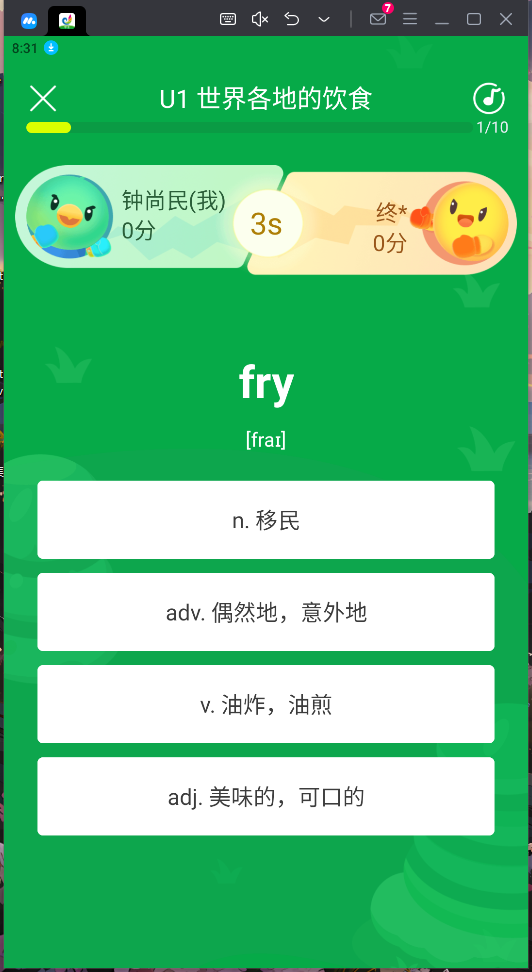 7
8:31
U1 世界各地的饮食
1/10
钟尚民(我)
0分
3s
终*
0分
fry
[fraɪ]
n. 移民
adv. 偶然地，意外地
v. 油炸，油煎
adj. 美味的，可口的